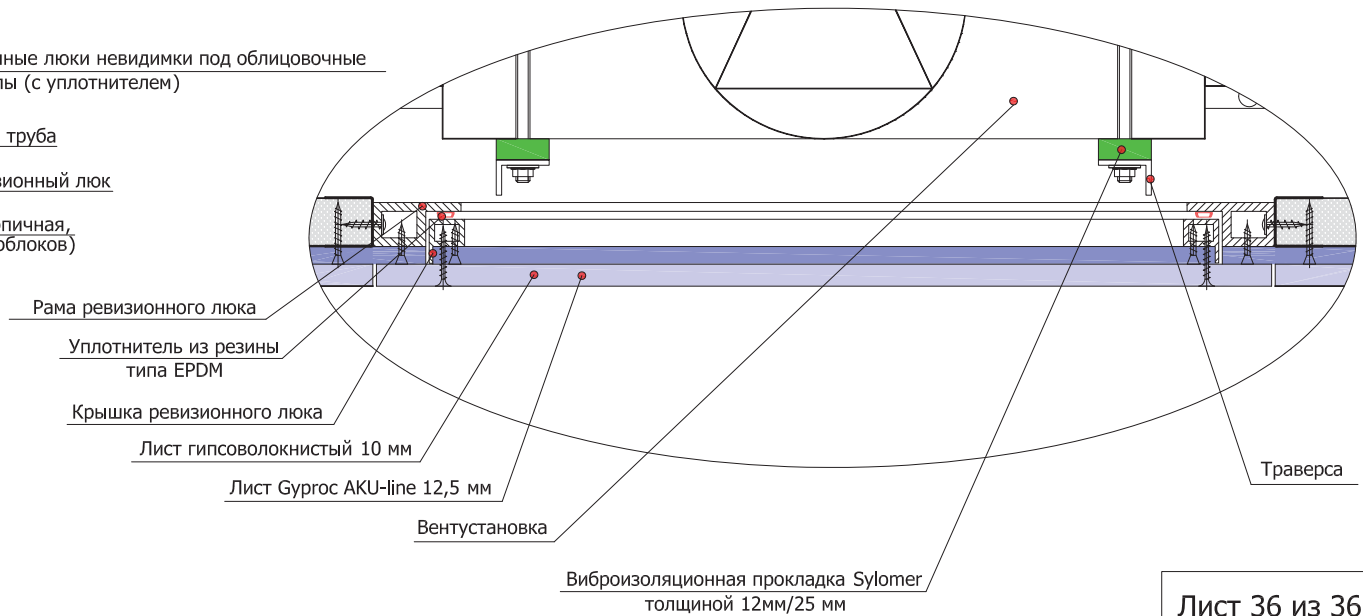 ные люки невидимки под облицовочные
лы (с уплотнителем)
труба
зионный люк
пичная,
облоков)
Рама ревизионного люка
Уплотнитель из резины
типа EPDM
Крышка ревизионного люка
Лист гипсоволокнистый 10 мм
Лист Gyproc AKU-line 12,5 мм
Вентустановка
Виброизоляционная прокладка Sylomer
толщиной 12мм/25 мм
Траверса
Лист 36 из 36